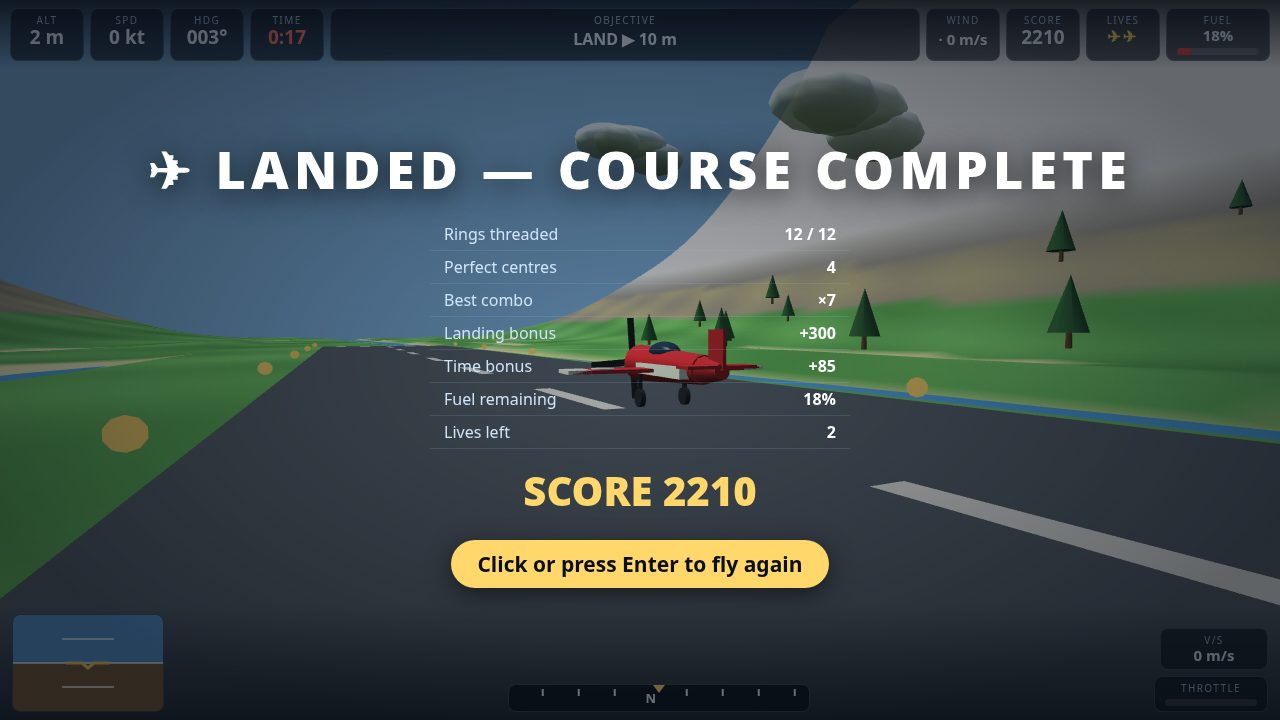 ALT
2 m
SPD
0 kt
HDG
003°
TIME
0:17
OBJECTIVE
LAND ▶ 10 m
WIND
· 0 m/s
SCORE
2210
LIVES
✈✈
FUEL
18%
✈ LANDED — COURSE COMPLETE
Rings threaded 12 / 12
Perfect centres 4
Best combo ×7
Landing bonus +300
Time bonus +85
Fuel remaining 18%
Lives left 2
SCORE 2210
Click or press Enter to fly again
V/S
0 m/s
THROTTLE
N